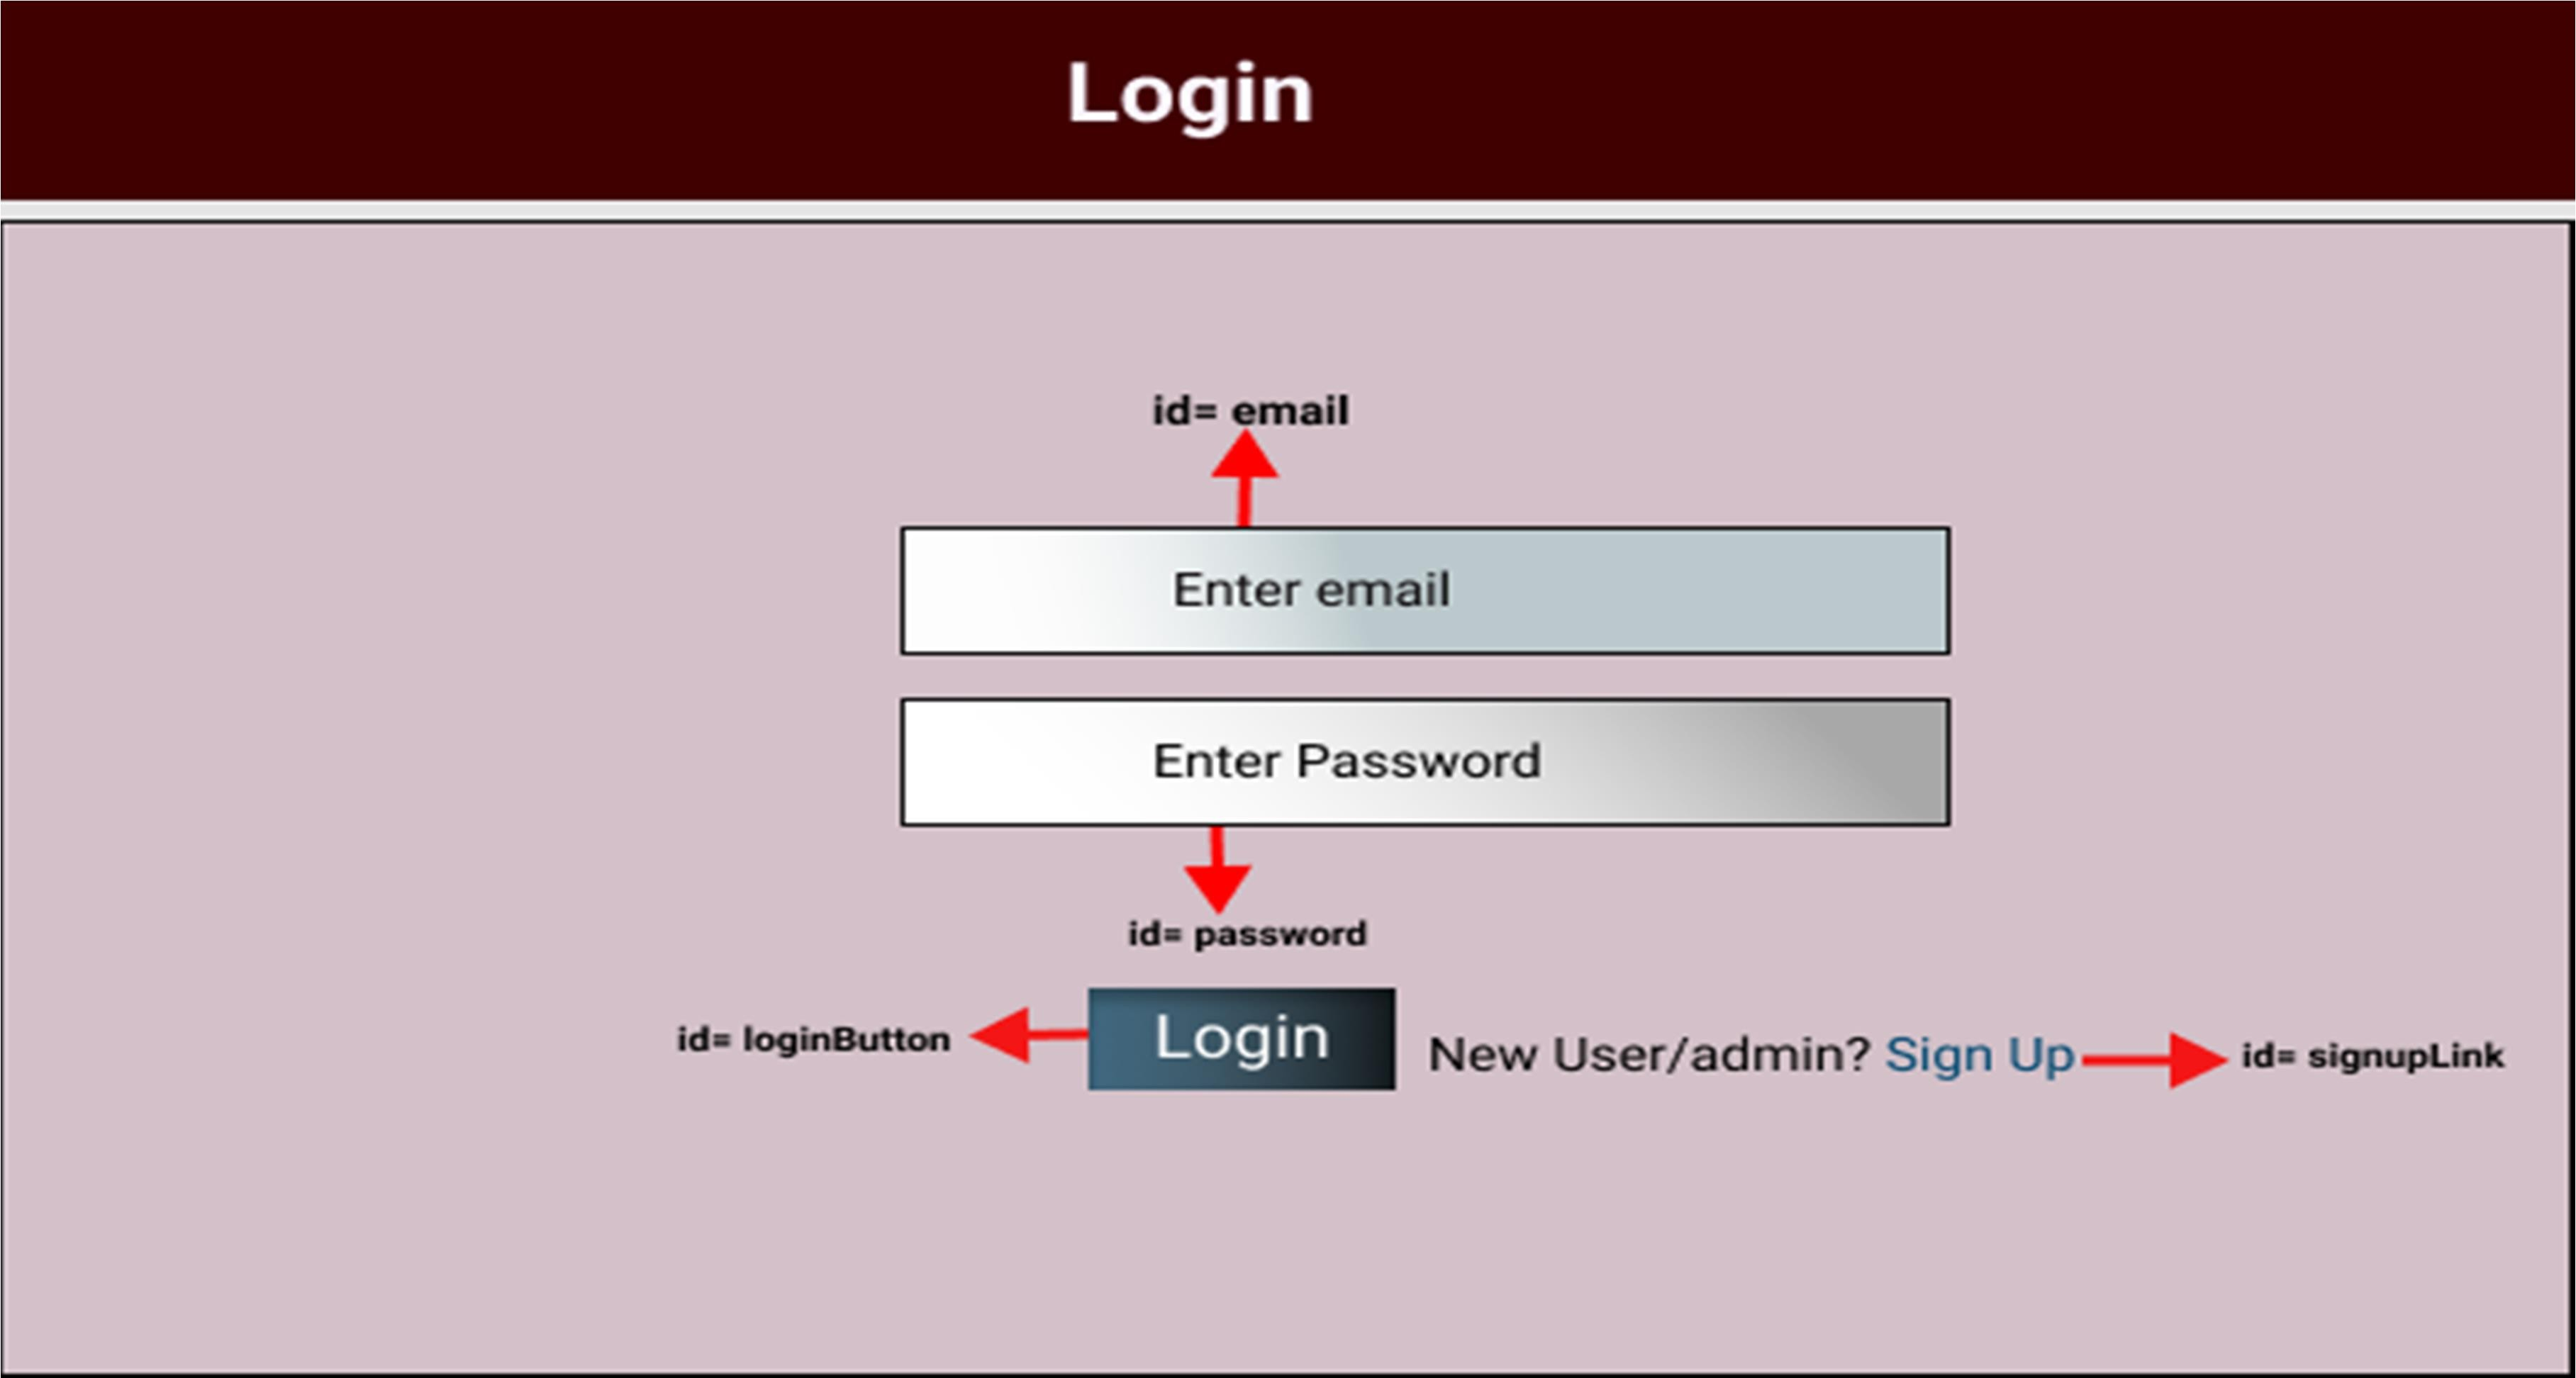 Login
id= email
Enter email
Enter Password
id= password
id= loginButton
Login
New User/admin? Sign Up
id= signupLink